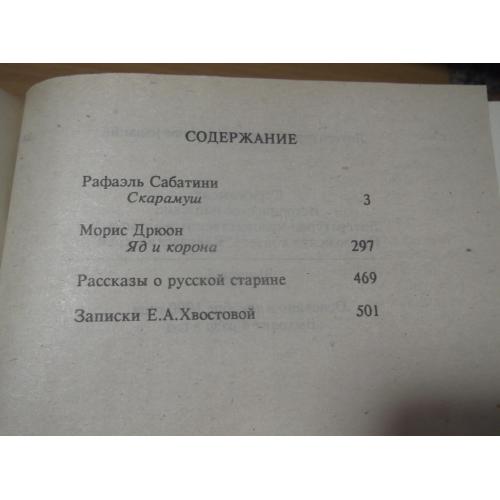 СОДЕРЖАНИЕ
Рафаэль Сабатини
Скарамуш 3
Морис Дрюон
Яд и корона 297
Рассказы о русской старине 469
Записки Е.А.Хвостовой 501